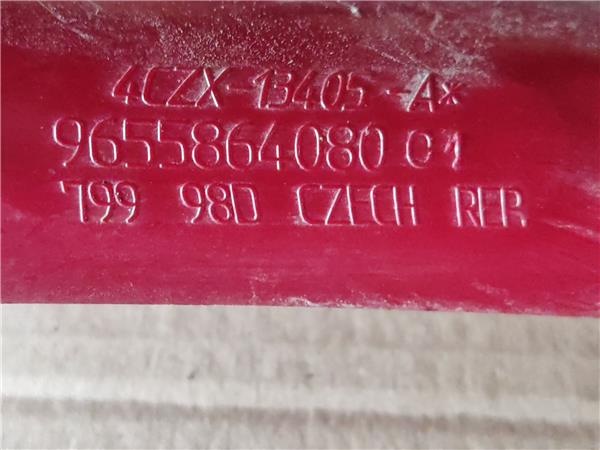 4CZX-13405-A*
9655864080 01
799 98D CZECH REP.